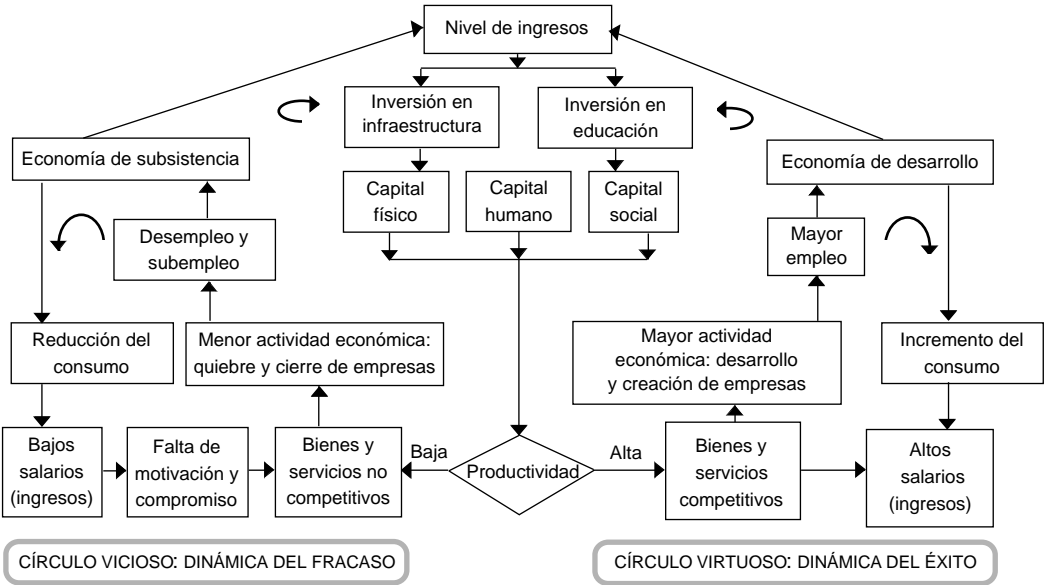 Nivel de ingresos
Inversión en
infraestructura
Inversión en
educación
Economía de subsistencia
Economía de desarrollo
Capital
físico
Capital
humano
Capital
social
Desempleo y
subempleo
Mayor
empleo
Reducción del
consumo
Menor actividad económica:
quiebre y cierre de empresas
Mayor actividad
económica: desarrollo
y creación de empresas
Incremento del
consumo
Bajos
salarios
(ingresos)
Falta de
motivación y
compromiso
Bienes y
servicios no
competitivos
Baja
Productividad
Alta
Bienes y
servicios
competitivos
Altos
salarios
(ingresos)
CÍRCULO VICIOSO: DINÁMICA DEL FRACASO
CÍRCULO VIRTUOSO: DINÁMICA DEL ÉXITO